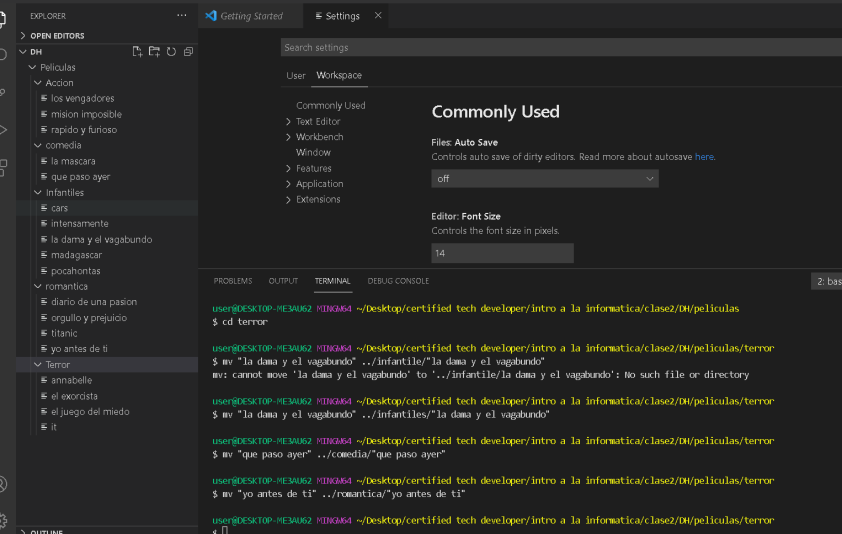 EXPLORER
OPEN EDITORS
DH
Peliculas
Accion
los vengadores
mision imposible
rapido y furioso
comedia
la mascara
que paso ayer
Infantiles
cars
intensamente
la dama y el vagabundo
madagascar
pocahontas
romantica
diario de una pasion
orgullo y prejuicio
titanic
yo antes de ti
Terror
annabelle
el exorcista
el juego del miedo
it
OUTLINE
Getting Started
Settings
Search settings
User Workspace
Commonly Used
Text Editor
Workbench
Window
Features
Application
Extensions
Commonly Used
Files: Auto Save
Controls auto save of dirty editors. Read more about autosave here.
off
Editor: Font Size
Controls the font size in pixels.
14
PROBLEMS OUTPUT TERMINAL DEBUG CONSOLE
2: bas
user@DESKTOP-ME3AU62 MINGW64 ~/Desktop/certified tech developer/intro a la informatica/clase2/DH/peliculas
$ cd terror
user@DESKTOP-ME3AU62 MINGW64 ~/Desktop/certified tech developer/intro a la informatica/clase2/DH/peliculas/terror
$ mv "la dama y el vagabundo" ../infantile/"la dama y el vagabundo"
mv: cannot move 'la dama y el vagabundo' to '../infantile/la dama y el vagabundo': No such file or directory
user@DESKTOP-ME3AU62 MINGW64 ~/Desktop/certified tech developer/intro a la informatica/clase2/DH/peliculas/terror
$ mv "la dama y el vagabundo" ../infantiles/"la dama y el vagabundo"
user@DESKTOP-ME3AU62 MINGW64 ~/Desktop/certified tech developer/intro a la informatica/clase2/DH/peliculas/terror
$ mv "que paso ayer" ../comedia/"que paso ayer"
user@DESKTOP-ME3AU62 MINGW64 ~/Desktop/certified tech developer/intro a la informatica/clase2/DH/peliculas/terror
$ mv "yo antes de ti" ../romantica/"yo antes de ti"
user@DESKTOP-ME3AU62 MINGW64 ~/Desktop/certified tech developer/intro a la informatica/clase2/DH/peliculas/terror
$